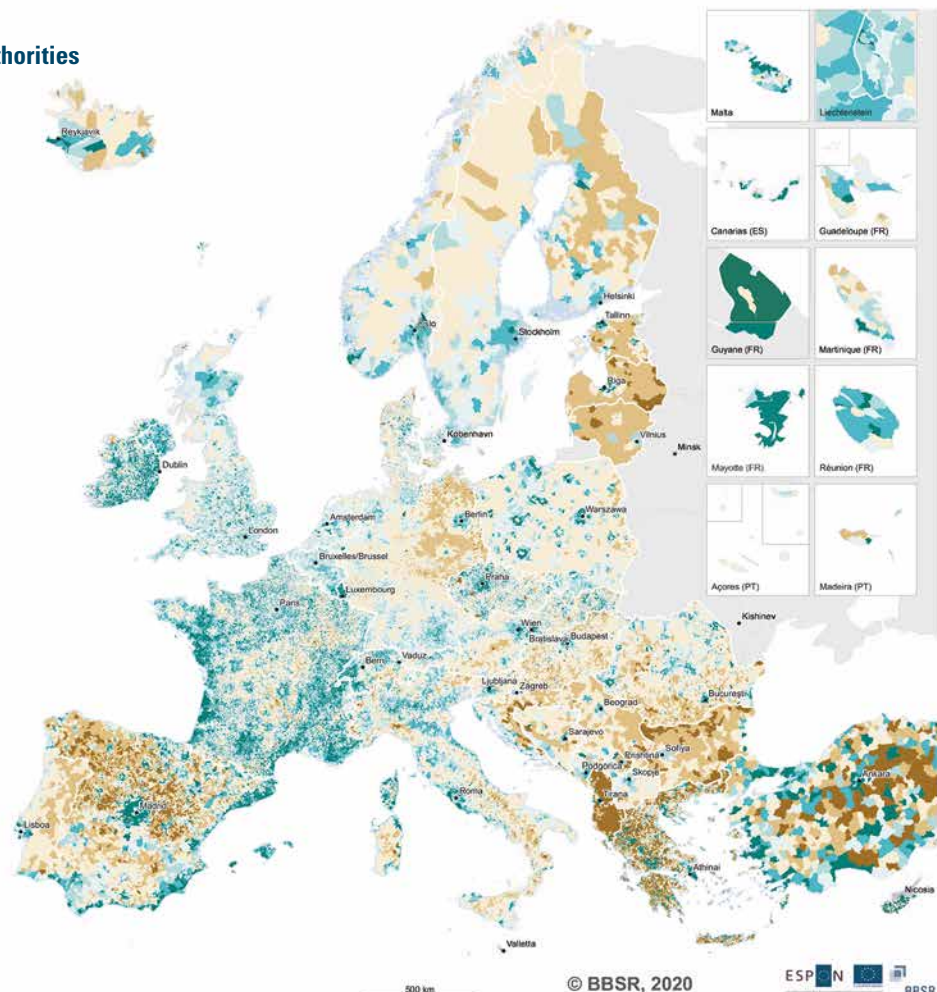 thorities
Reykjavik
Malta
Liechtenstein
Canarias (ES)
Guadeloupe (FR)
Guyane (FR)
Martinique (FR)
Mayotte (FR)
Réunion (FR)
Açores (PT)
Madeira (PT)
Helsinki
Tallinn
Oslo
Stockholm
Riga
København
Vilnius
Minsk
Dublin
London
Amsterdam
Berlin
Warszawa
Bruxelles/Brussel
Luxembourg
Praha
Paris
Kishinev
Wien
Bratislava
Budapest
Bern
Vaduz
Ljubljana
Zagreb
București
Beograd
Sarajevo
Prishtina
Sofiya
Podgorica
Skopje
Ankara
Roma
Tirana
Madrid
Lisboa
Athinai
Nicosia
Valletta
500 km
© BBSR, 2020
ESPON
BBSR